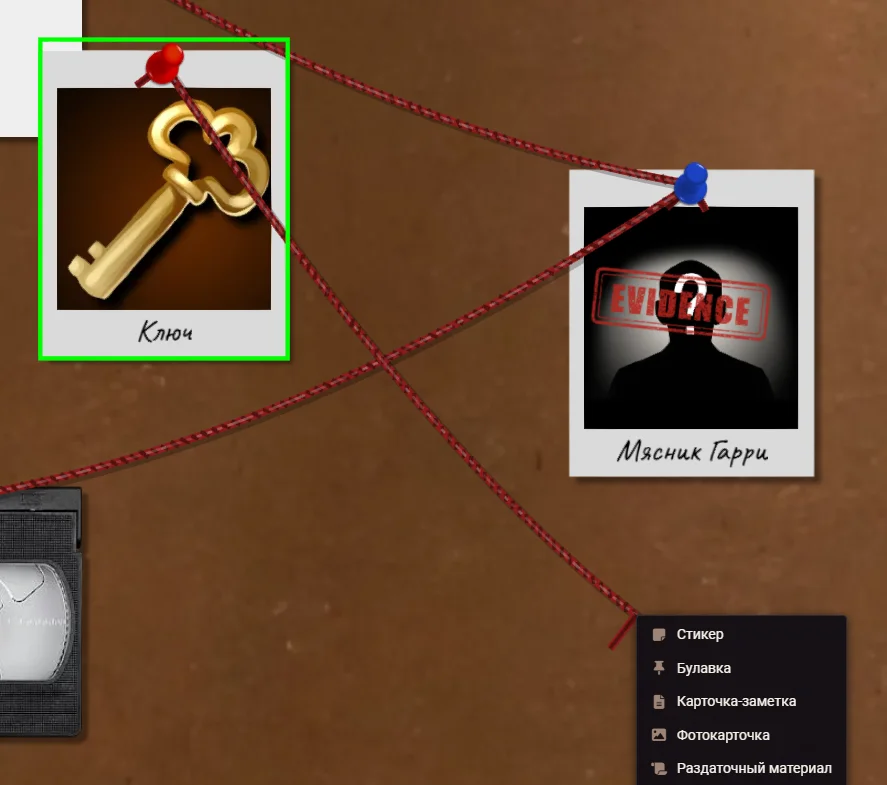 Ключ
EVIDENCE
Мясник Гарри
Стикер
Булавка
Карточка-заметка
Фотокарточка
Раздаточный материал